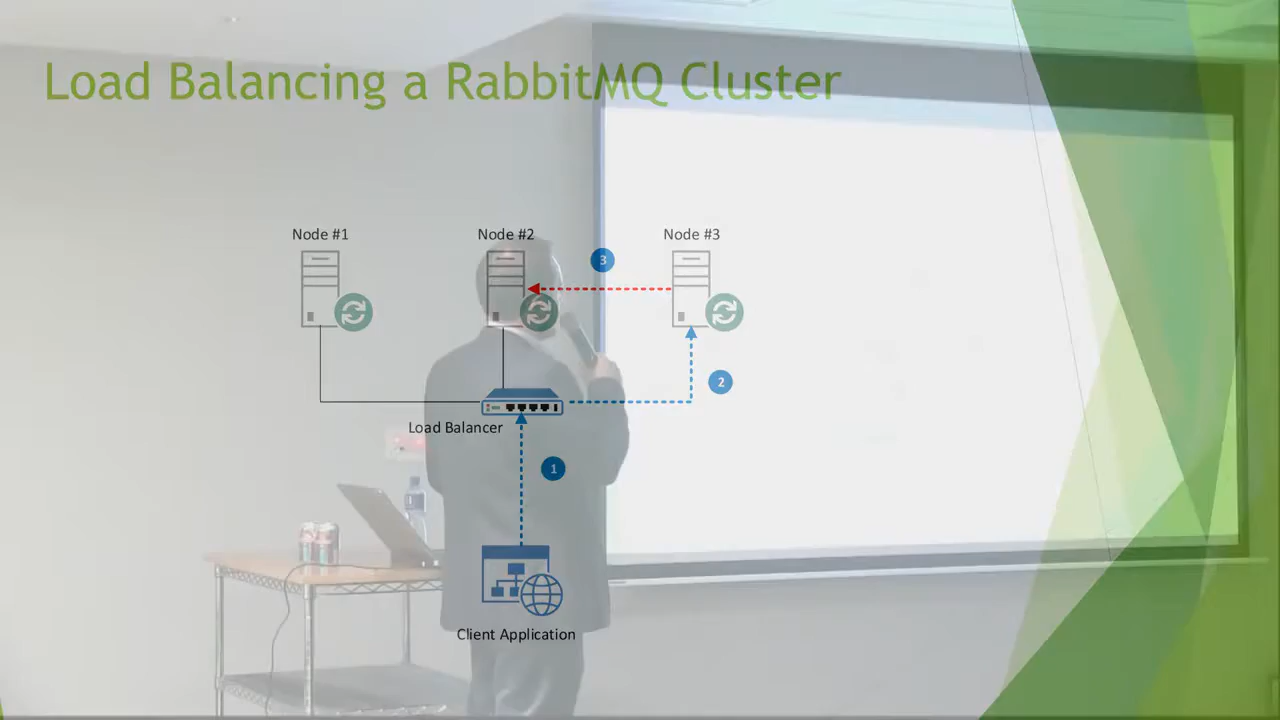 Load Balancing a RabbitMQ Cluster
Node #1
Node #2
Node #3
3
2
Load Balancer
1
Client Application